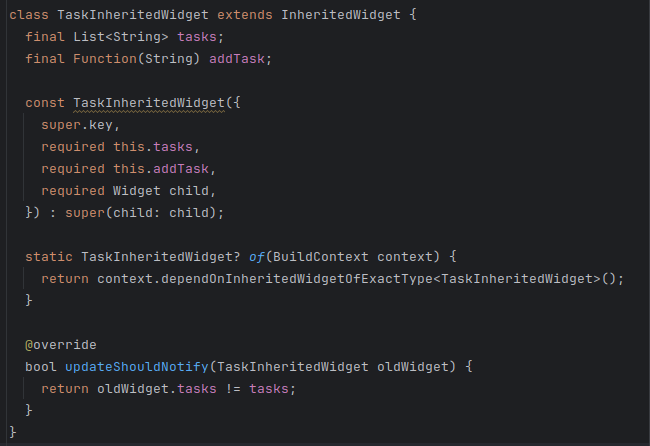 class TaskInheritedWidget extends InheritedWidget {
  final List<String> tasks;
  final Function(String) addTask;

  const TaskInheritedWidget({
    super.key,
    required this.tasks,
    required this.addTask,
    required Widget child,
  }) : super(child: child);

  static TaskInheritedWidget? of(BuildContext context) {
    return context.dependOnInheritedWidgetOfExactType<TaskInheritedWidget>();
  }

  @override
  bool updateShouldNotify(TaskInheritedWidget oldWidget) {
    return oldWidget.tasks != tasks;
  }
}